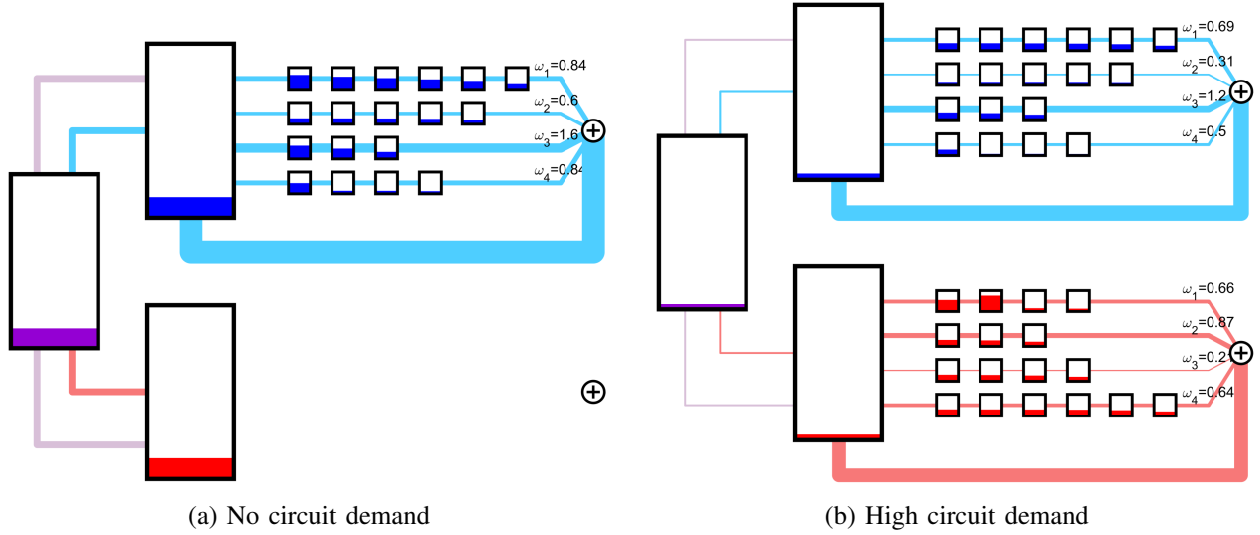 ω1=0.84
ω2=0.6
ω3=1.6
ω4=0.84
(a) No circuit demand
ω1=0.69
ω2=0.31
ω3=1.2
ω4=0.5
ω1=0.66
ω2=0.87
ω3=0.21
ω4=0.64
(b) High circuit demand